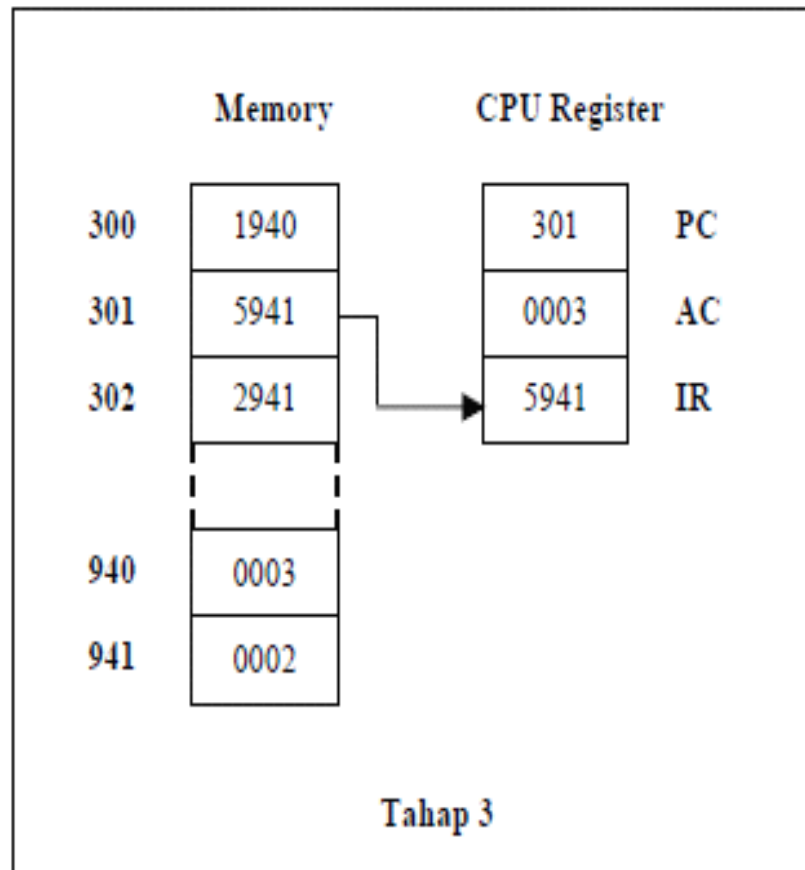 Memory CPU Register
300 1940 301 PC
301 5941 0003 AC
302 2941 5941 IR
940 0003
941 0002
Tahap 3